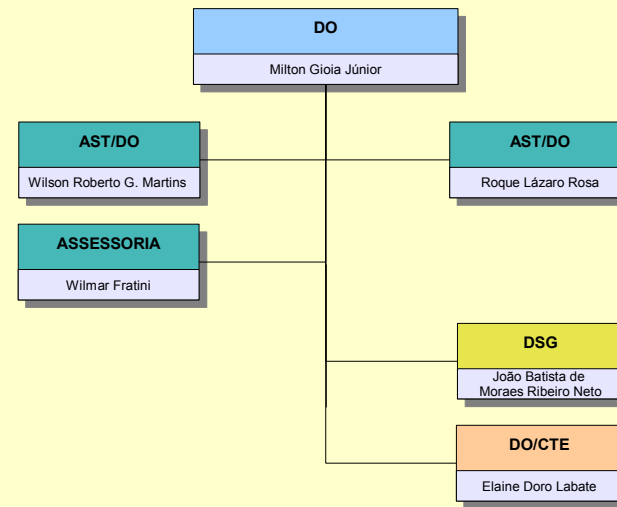 DO
Milton Gioia Júnior
AST/DO
Wilson Roberto G. Martins
AST/DO
Roque Lázaro Rosa
ASSESSORIA
Wilmar Fratini
DSG
João Batista de
Moraes Ribeiro Neto
DO/CTE
Elaine Doro Labate